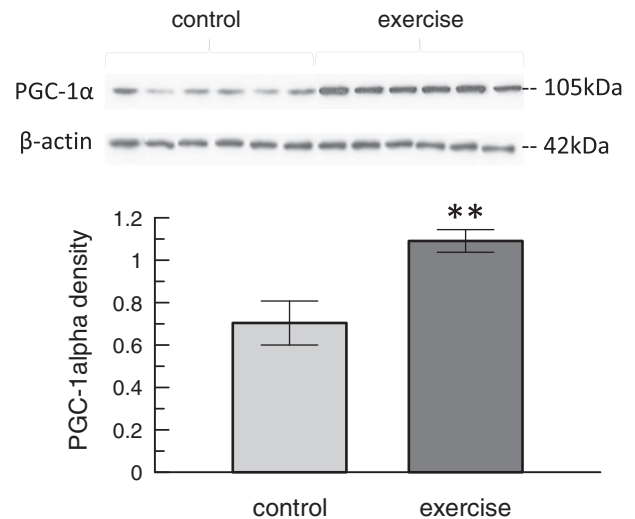 control exercise
PGC-1α -- 105kDa
β-actin -- 42kDa
**
1.2
1
0.8
0.6
0.4
0.2
0
PGC-1alpha density
control exercise